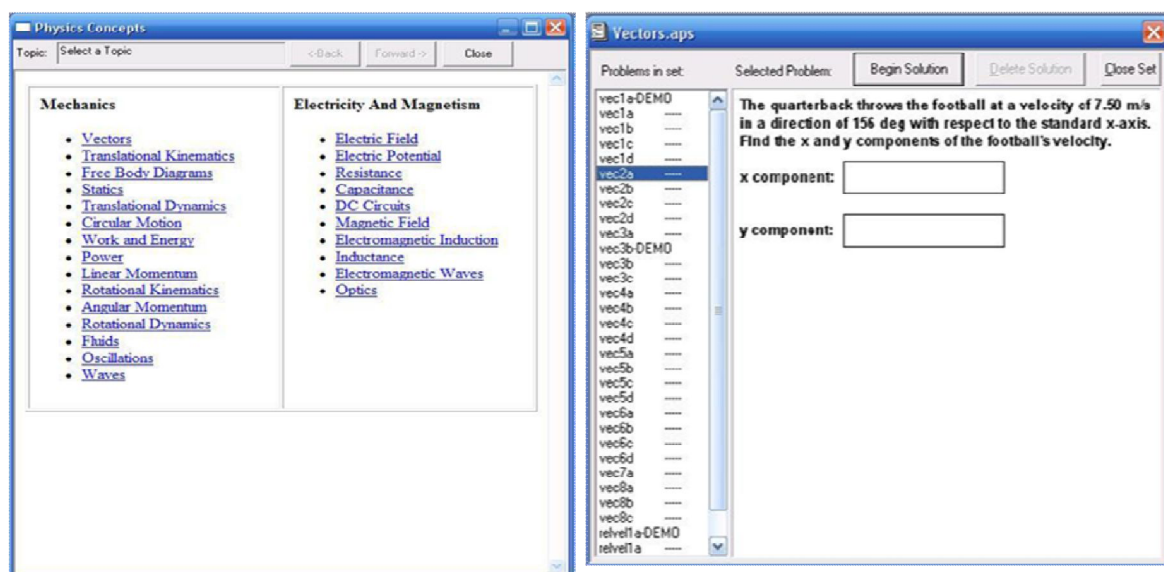 Physics Concepts
Topic: Select a Topic <-Back Forward-> Close
Mechanics
Vectors
Translational Kinematics
Free Body Diagrams
Statics
Translational Dynamics
Circular Motion
Work and Energy
Power
Linear Momentum
Rotational Kinematics
Angular Momentum
Rotational Dynamics
Fluids
Oscillations
Waves
Electricity And Magnetism
Electric Field
Electric Potential
Resistance
Capacitance
DC Circuits
Magnetic Field
Electromagnetic Induction
Inductance
Electromagnetic Waves
Optics
Vectors.aps
Problems in set: Selected Problem: Begin Solution Delete Solution Close Set
vec1a-DEMO
vec1a ----
vec1b ----
vec1c ----
vec1d ----
vec2a ----
vec2b ----
vec2c ----
vec2d ----
vec3a ----
vec3b-DEMO
vec3b ----
vec3c ----
vec4a ----
vec4b ----
vec4c ----
vec4d ----
vec5a ----
vec5b ----
vec5c ----
vec5d ----
vec6a ----
vec6b ----
vec6c ----
vec6d ----
vec7a ----
vec8a ----
vec8b ----
vec8c ----
relvel1a-DEMO
relvel1a ----
The quarterback throws the football at a velocity of 7.50 m/s
in a direction of 156 deg with respect to the standard x-axis.
Find the x and y components of the football's velocity.
x component:
y component: